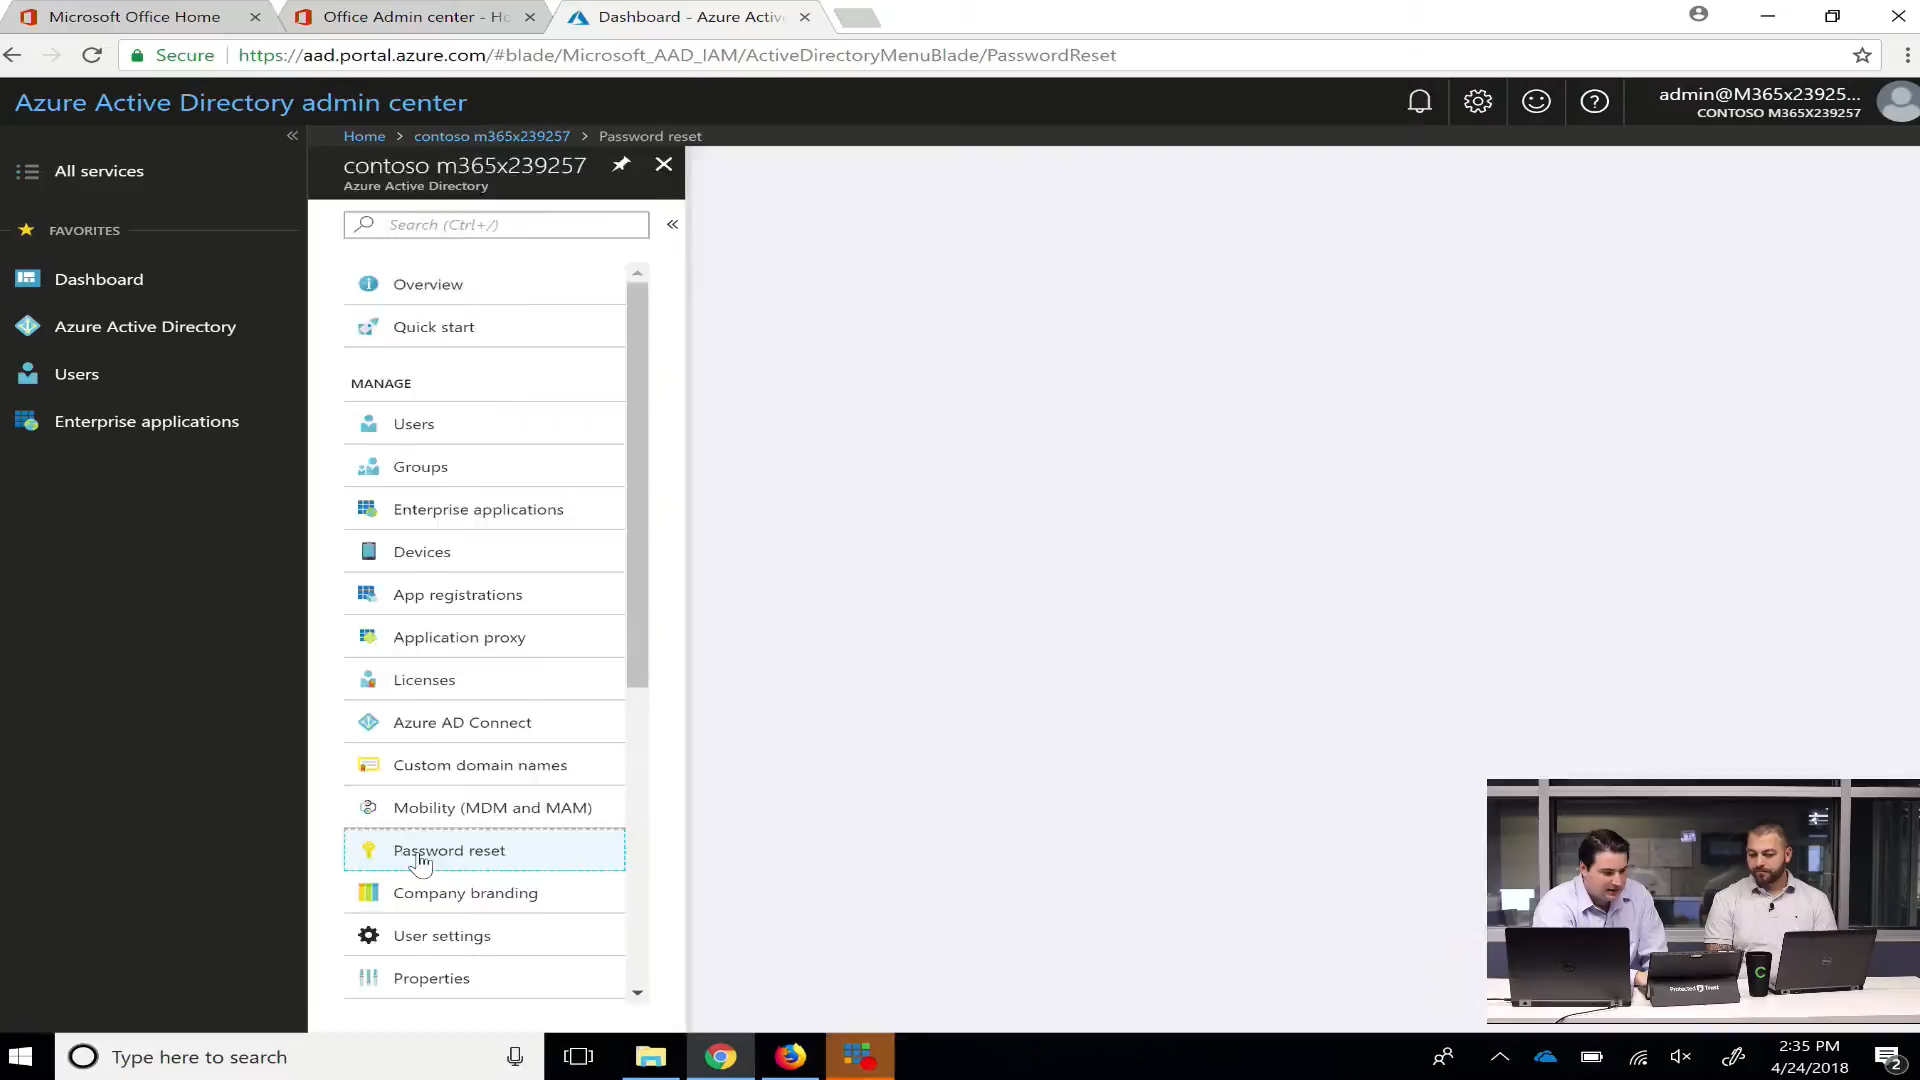 Microsoft Office Home
Office Admin center - Ho
Dashboard - Azure Activ
Secure
https://aad.portal.azure.com/#blade/Microsoft_AAD_IAM/ActiveDirectoryMenuBlade/PasswordReset
Azure Active Directory admin center
admin@M365x23925...
CONTOSO M365X239257
Home > contoso m365x239257 > Password reset
All services
FAVORITES
Dashboard
Azure Active Directory
Users
Enterprise applications
contoso m365x239257
Azure Active Directory
Search (Ctrl+/)
Overview
Quick start
MANAGE
Users
Groups
Enterprise applications
Devices
App registrations
Application proxy
Licenses
Azure AD Connect
Custom domain names
Mobility (MDM and MAM)
Password reset
Company branding
User settings
Properties
Protected Trust
Type here to search
2:35 PM
4/24/2018
2